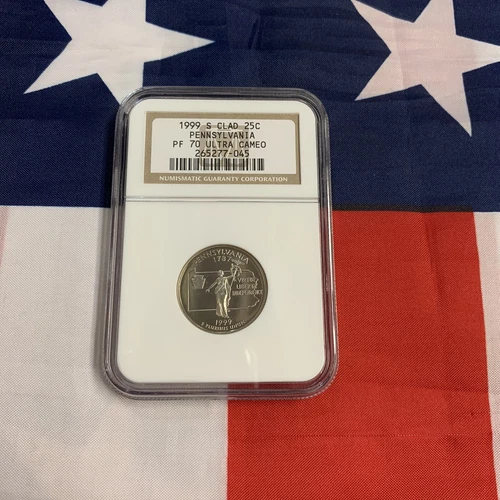 1999 S CLAD 25C
PENNSYLVANIA
PF 70 ULTRA CAMEO
265277-045
NUMISMATIC GUARANTY CORPORATION
PENNSYLVANIA
1787
VIRTUE
LIBERTY
INDEPENDENCE
1999
E PLURIBUS UNUM